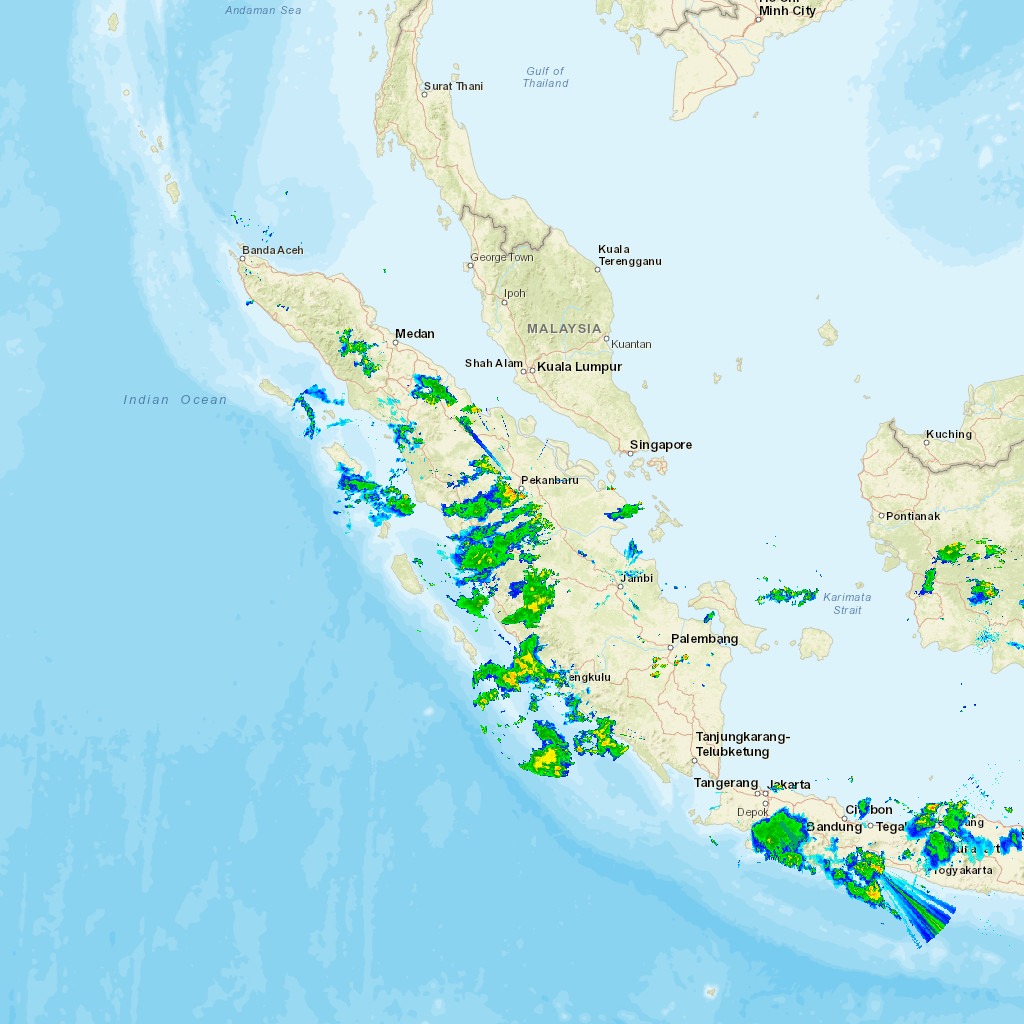 Andaman Sea
Minh City
Gulf of
Thailand
Surat Thani
Banda Aceh
George Town
Kuala
Terengganu
Ipoh
MALAYSIA
Medan
Kuantan
Shah Alam
Kuala Lumpur
Indian Ocean
Singapore
Kuching
Pekanbaru
Pontianak
Jambi
Karimata
Strait
Palembang
engkulu
Tanjungkarang-
Telubketung
Tangerang
Jakarta
Depok
Bandung
Tegal
Yogyakarta